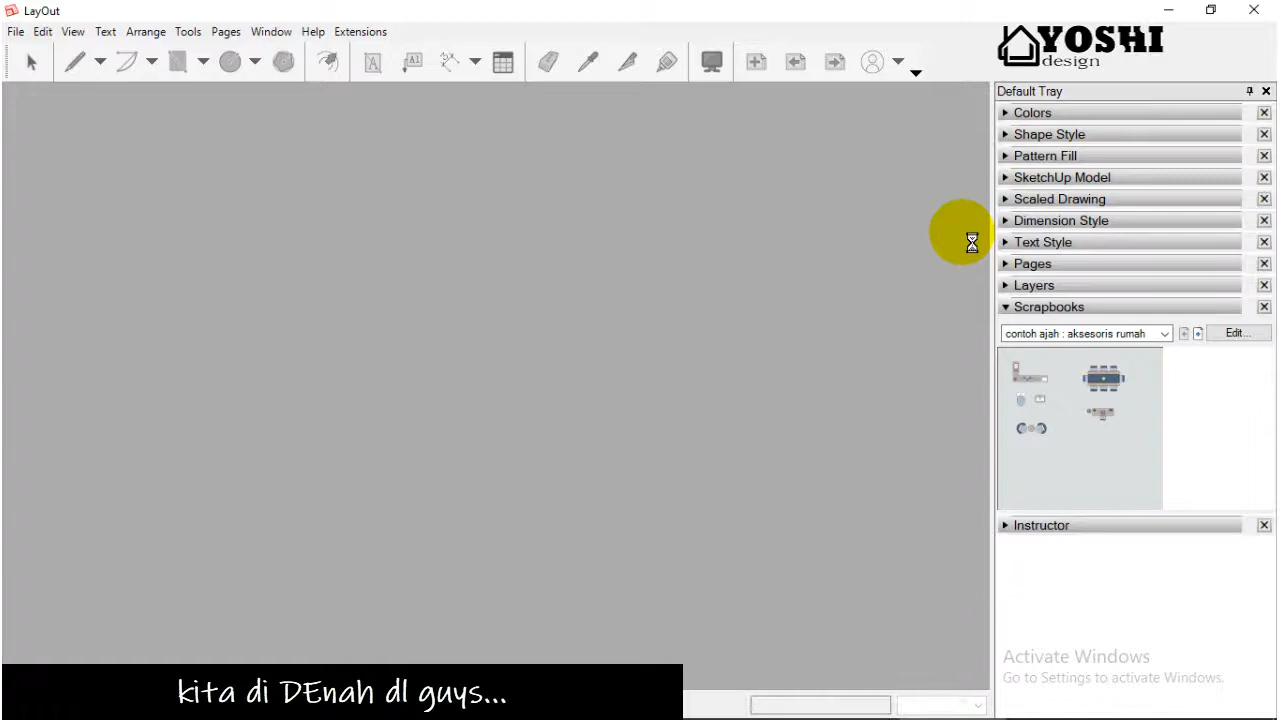 LayOut
File Edit View Text Arrange Tools Pages Window Help Extensions
YOSHI
design
Default Tray
Colors
Shape Style
Pattern Fill
SketchUp Model
Scaled Drawing
Dimension Style
Text Style
Pages
Layers
Scrapbooks
contoh ajah : aksesoris rumah
Edit...
Instructor
Activate Windows
Go to Settings to activate Windows.
kita di DEnah dl guys...